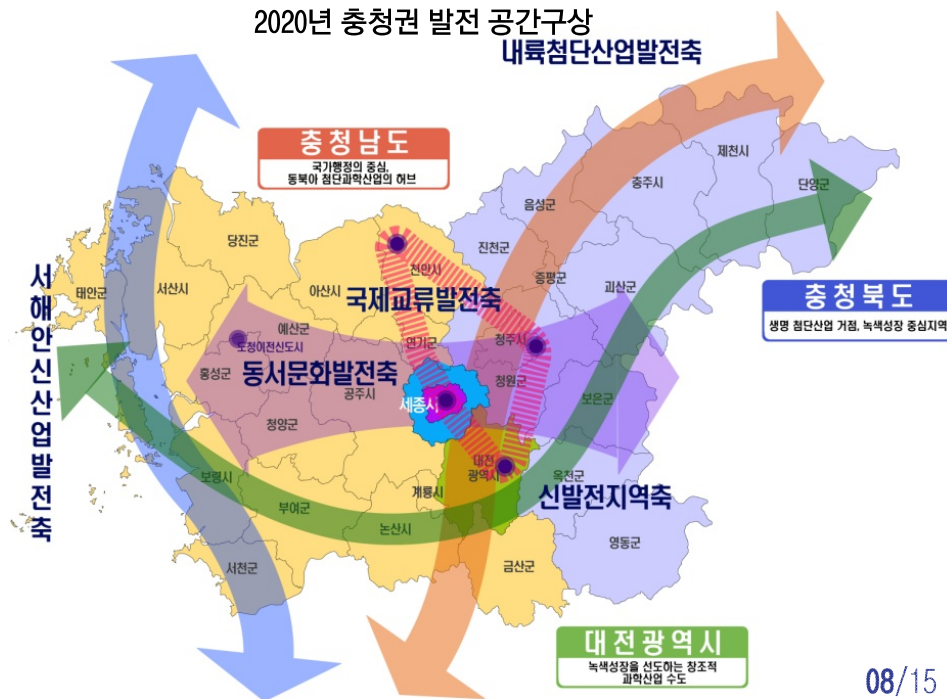 2020년 충청권 발전 공간구상
내륙첨단산업발전축
충청남도
국가행정의 중심,
동북아 첨단과학산업의 허브
제천시
단양군
충주시
음성군
진천군
당진군
천안시
증평군
괴산군
서해안신산업발전축
태안군
서산시
아산시
국제교류발전축
충청북도
생명 첨단산업 거점, 녹색성장 중심지역
예산군
도청이전신도시
연기군
청주시
홍성군
동서문화발전축
공주시
청원군
세종시
보은군
청양군
대전
광역시
옥천군
보령시
계룡시
신발전지역축
부여군
논산시
영동군
서천군
금산군
대전광역시
녹색성장을 선도하는 창조적
과학산업 수도
08/15